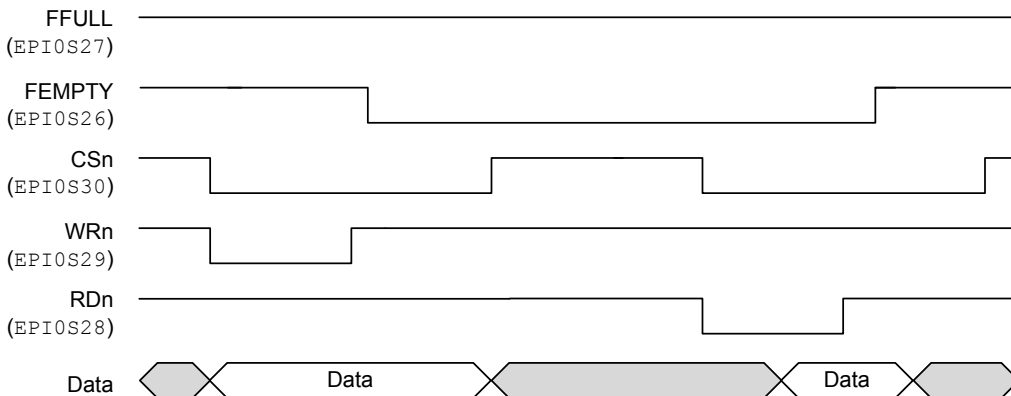 FFULL
(EPI0S27)
FEMPTY
(EPI0S26)
CSn
(EPI0S30)
WRn
(EPI0S29)
RDn
(EPI0S28)
Data Data Data